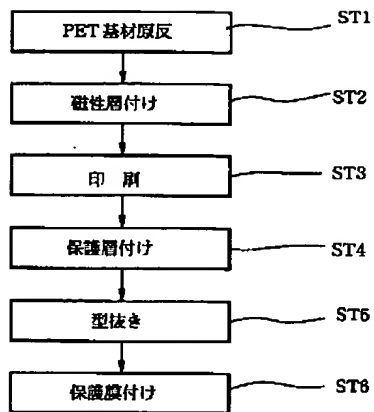 PET基材原反 ST1
磁性層付け ST2
印 刷 ST3
保護層付け ST4
型抜き ST5
保護膜付け ST6